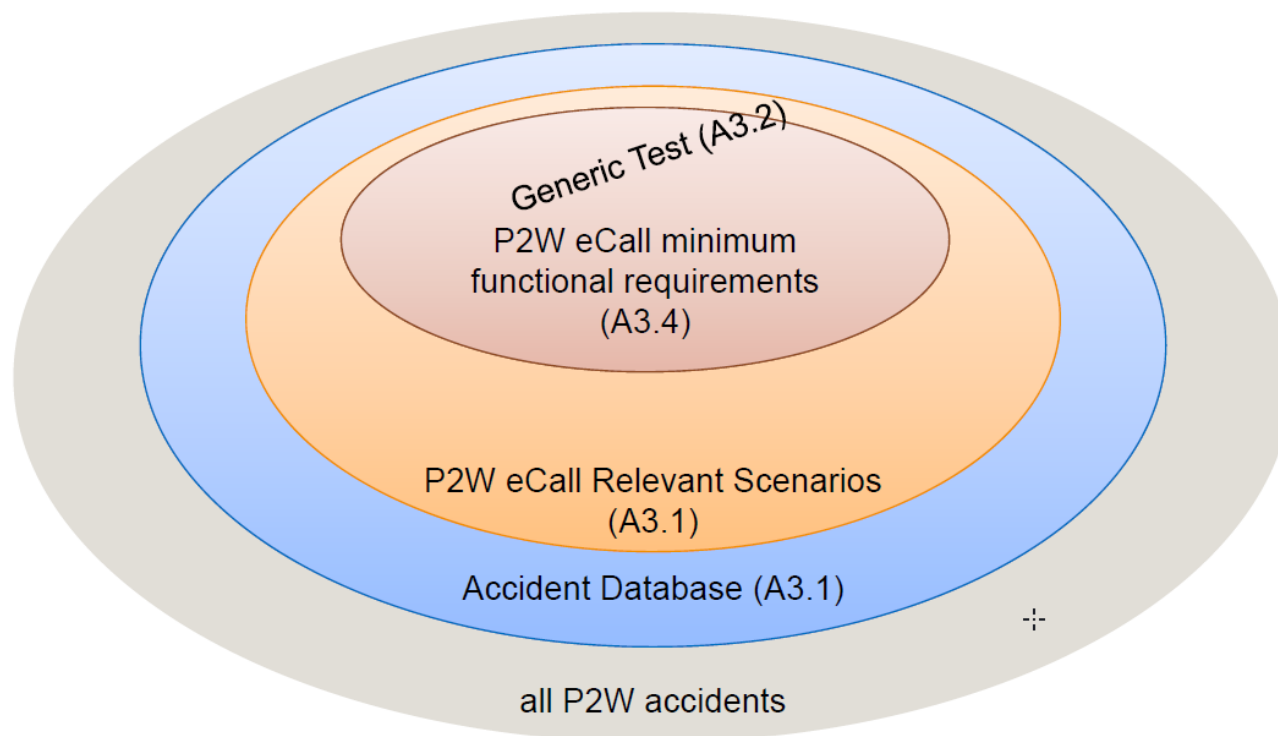 Generic Test (A3.2)
P2W eCall minimum
functional requirements
(A3.4)
P2W eCall Relevant Scenarios
(A3.1)
Accident Database (A3.1)
all P2W accidents